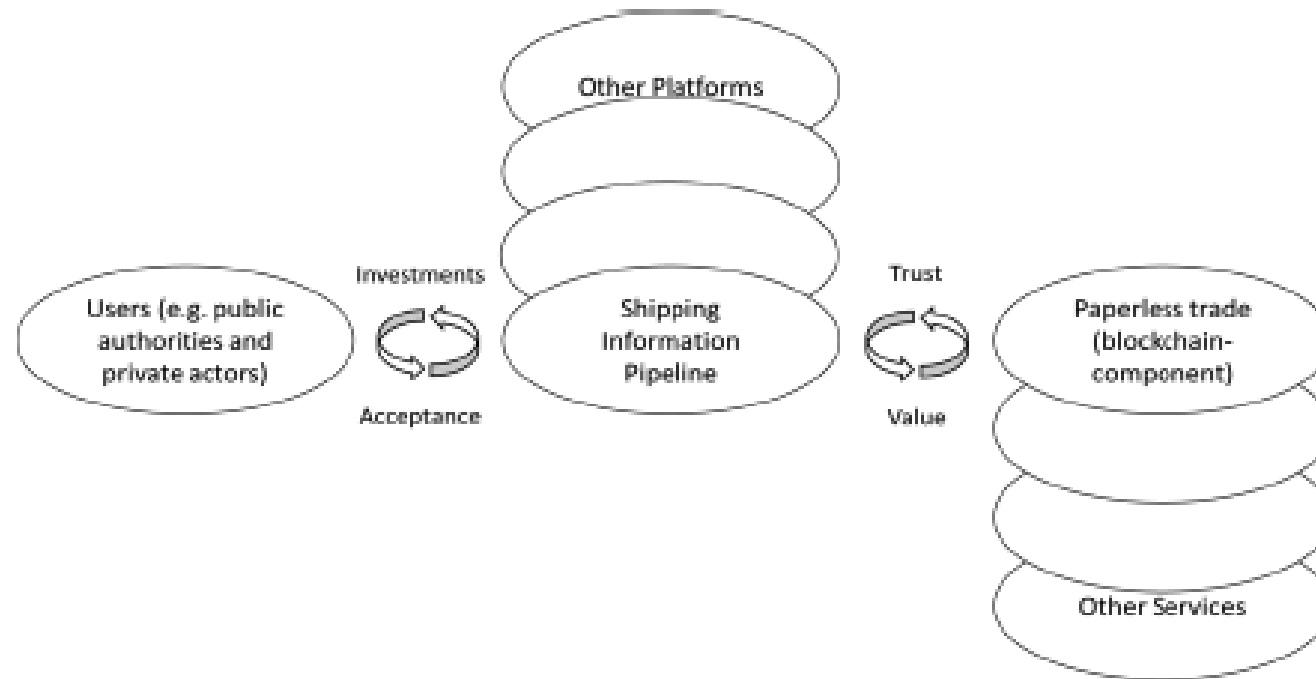 Other Platforms
Investments
Trust
Users (e.g. public
authorities and
private actors)
Shipping
Information
Pipeline
Paperless trade
(blockchain-
component)
Acceptance
Value
Other Services